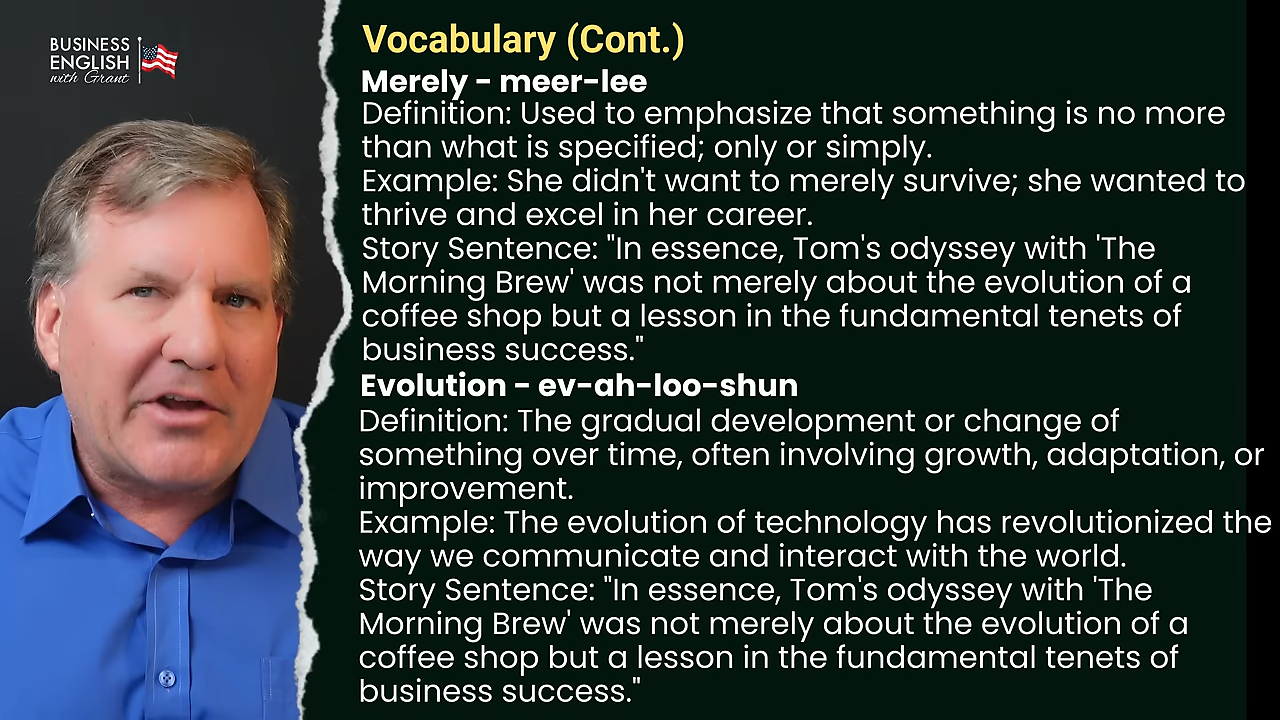 BUSINESS
ENGLISH
with Grant
Vocabulary (Cont.)
Merely - meer-lee
Definition: Used to emphasize that something is no more
than what is specified; only or simply.
Example: She didn't want to merely survive; she wanted to
thrive and excel in her career.
Story Sentence: "In essence, Tom's odyssey with 'The
Morning Brew' was not merely about the evolution of a
coffee shop but a lesson in the fundamental tenets of
business success."
Evolution - ev-ah-loo-shun
Definition: The gradual development or change of
something over time, often involving growth, adaptation, or
improvement.
Example: The evolution of technology has revolutionized the
way we communicate and interact with the world.
Story Sentence: "In essence, Tom's odyssey with 'The
Morning Brew' was not merely about the evolution of a
coffee shop but a lesson in the fundamental tenets of
business success."